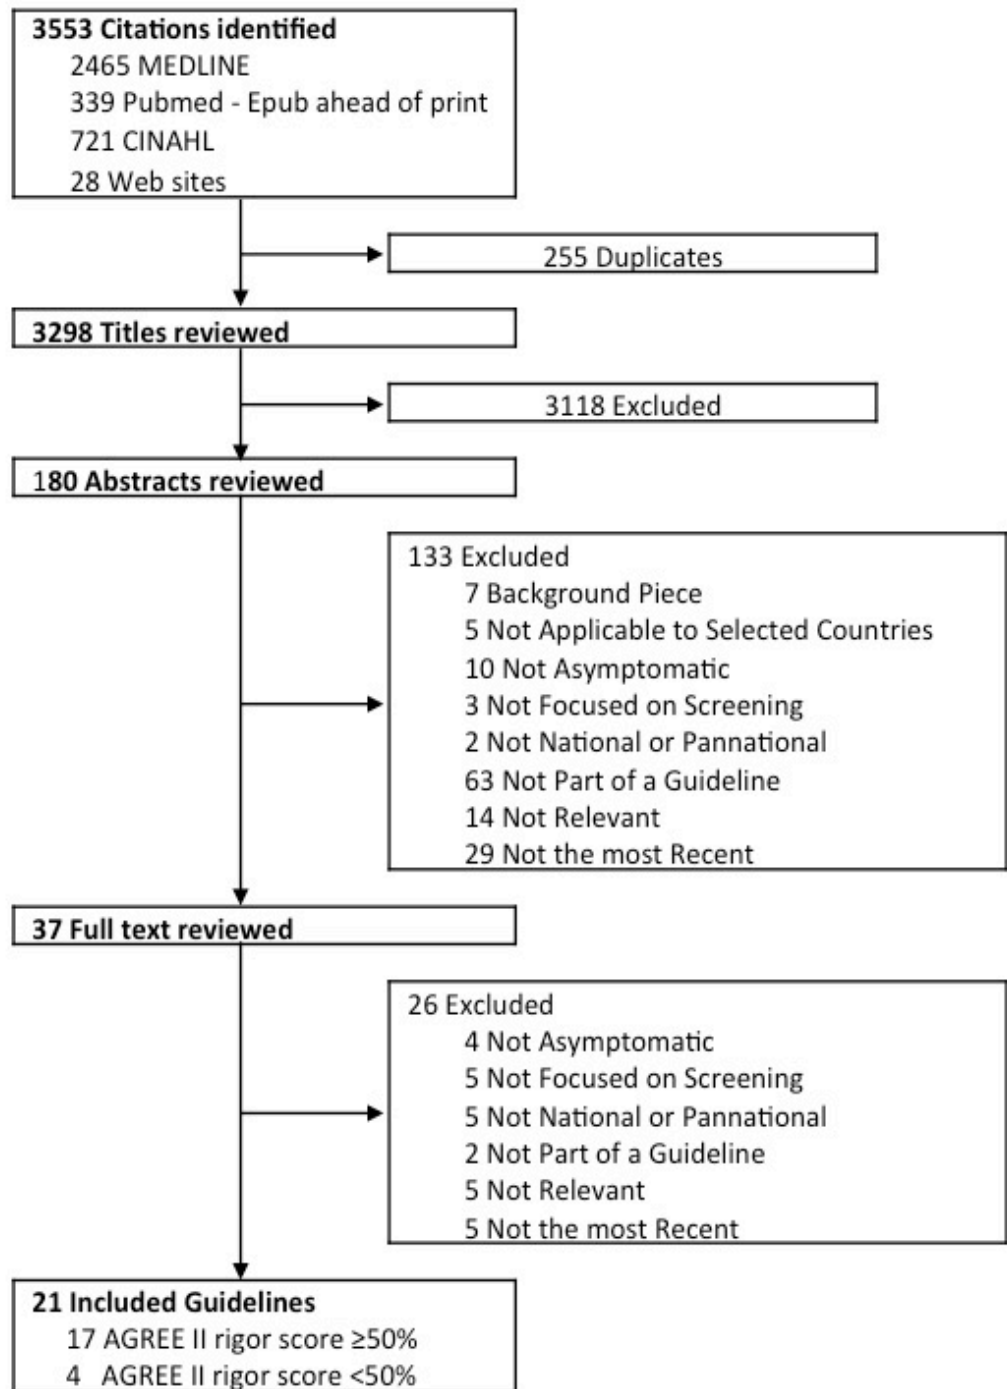 3553 Citations identified
2465 MEDLINE
339 Pubmed - Epub ahead of print
721 CINAHL
28 Web sites
255 Duplicates
3298 Titles reviewed
3118 Excluded
180 Abstracts reviewed
133 Excluded
7 Background Piece
5 Not Applicable to Selected Countries
10 Not Asymptomatic
3 Not Focused on Screening
2 Not National or Pannational
63 Not Part of a Guideline
14 Not Relevant
29 Not the most Recent
37 Full text reviewed
26 Excluded
4 Not Asymptomatic
5 Not Focused on Screening
5 Not National or Pannational
2 Not Part of a Guideline
5 Not Relevant
5 Not the most Recent
21 Included Guidelines
17 AGREE II rigor score ≥50%
4 AGREE II rigor score <50%